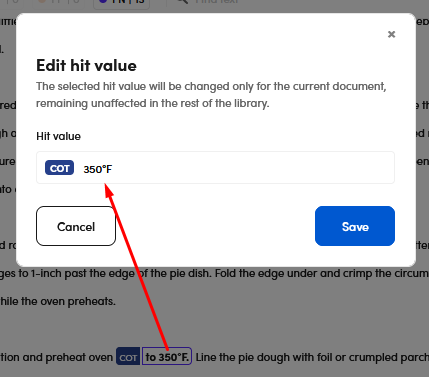 Find text
×
Edit hit value
The selected hit value will be changed only for the current document,
remaining unaffected in the rest of the library.
Hit value
COT 350°F
Cancel Save
ges to 1-inch past the edge of the pie dish. Fold the edge under and crimp the circum
hile the oven preheats.
tion and preheat oven COT to 350°F. Line the pie dough with foil or crumpled parch